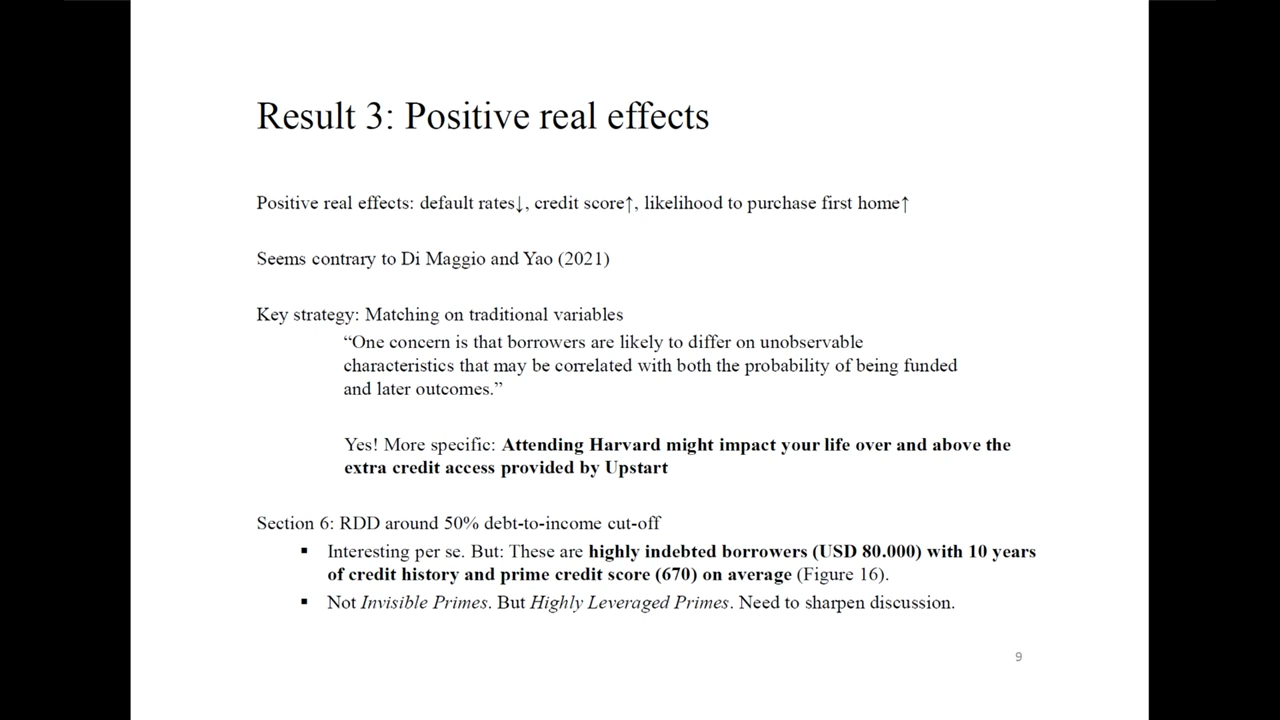 Result 3: Positive real effects
Positive real effects: default rates↓, credit score↑, likelihood to purchase first home↑
Seems contrary to Di Maggio and Yao (2021)
Key strategy: Matching on traditional variables
“One concern is that borrowers are likely to differ on unobservable
characteristics that may be correlated with both the probability of being funded
and later outcomes.”
Yes! More specific: Attending Harvard might impact your life over and above the
extra credit access provided by Upstart
Section 6: RDD around 50% debt-to-income cut-off
▪ Interesting per se. But: These are highly indebted borrowers (USD 80.000) with 10 years
of credit history and prime credit score (670) on average (Figure 16).
▪ Not Invisible Primes. But Highly Leveraged Primes. Need to sharpen discussion.
9